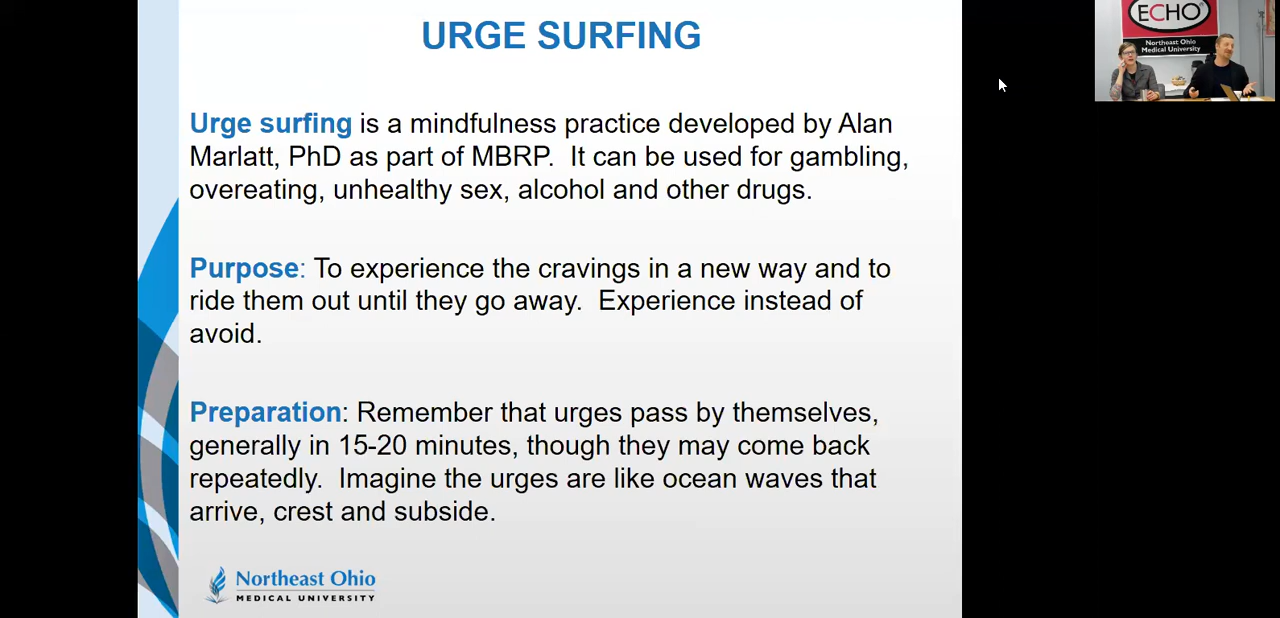 URGE SURFING
ECHO®
Northeast Ohio
Medical University
Urge surfing is a mindfulness practice developed by Alan
Marlatt, PhD as part of MBRP.  It can be used for gambling,
overeating, unhealthy sex, alcohol and other drugs.
Purpose: To experience the cravings in a new way and to
ride them out until they go away.  Experience instead of
avoid.
Preparation: Remember that urges pass by themselves,
generally in 15-20 minutes, though they may come back
repeatedly.  Imagine the urges are like ocean waves that
arrive, crest and subside.
Northeast Ohio
MEDICAL UNIVERSITY